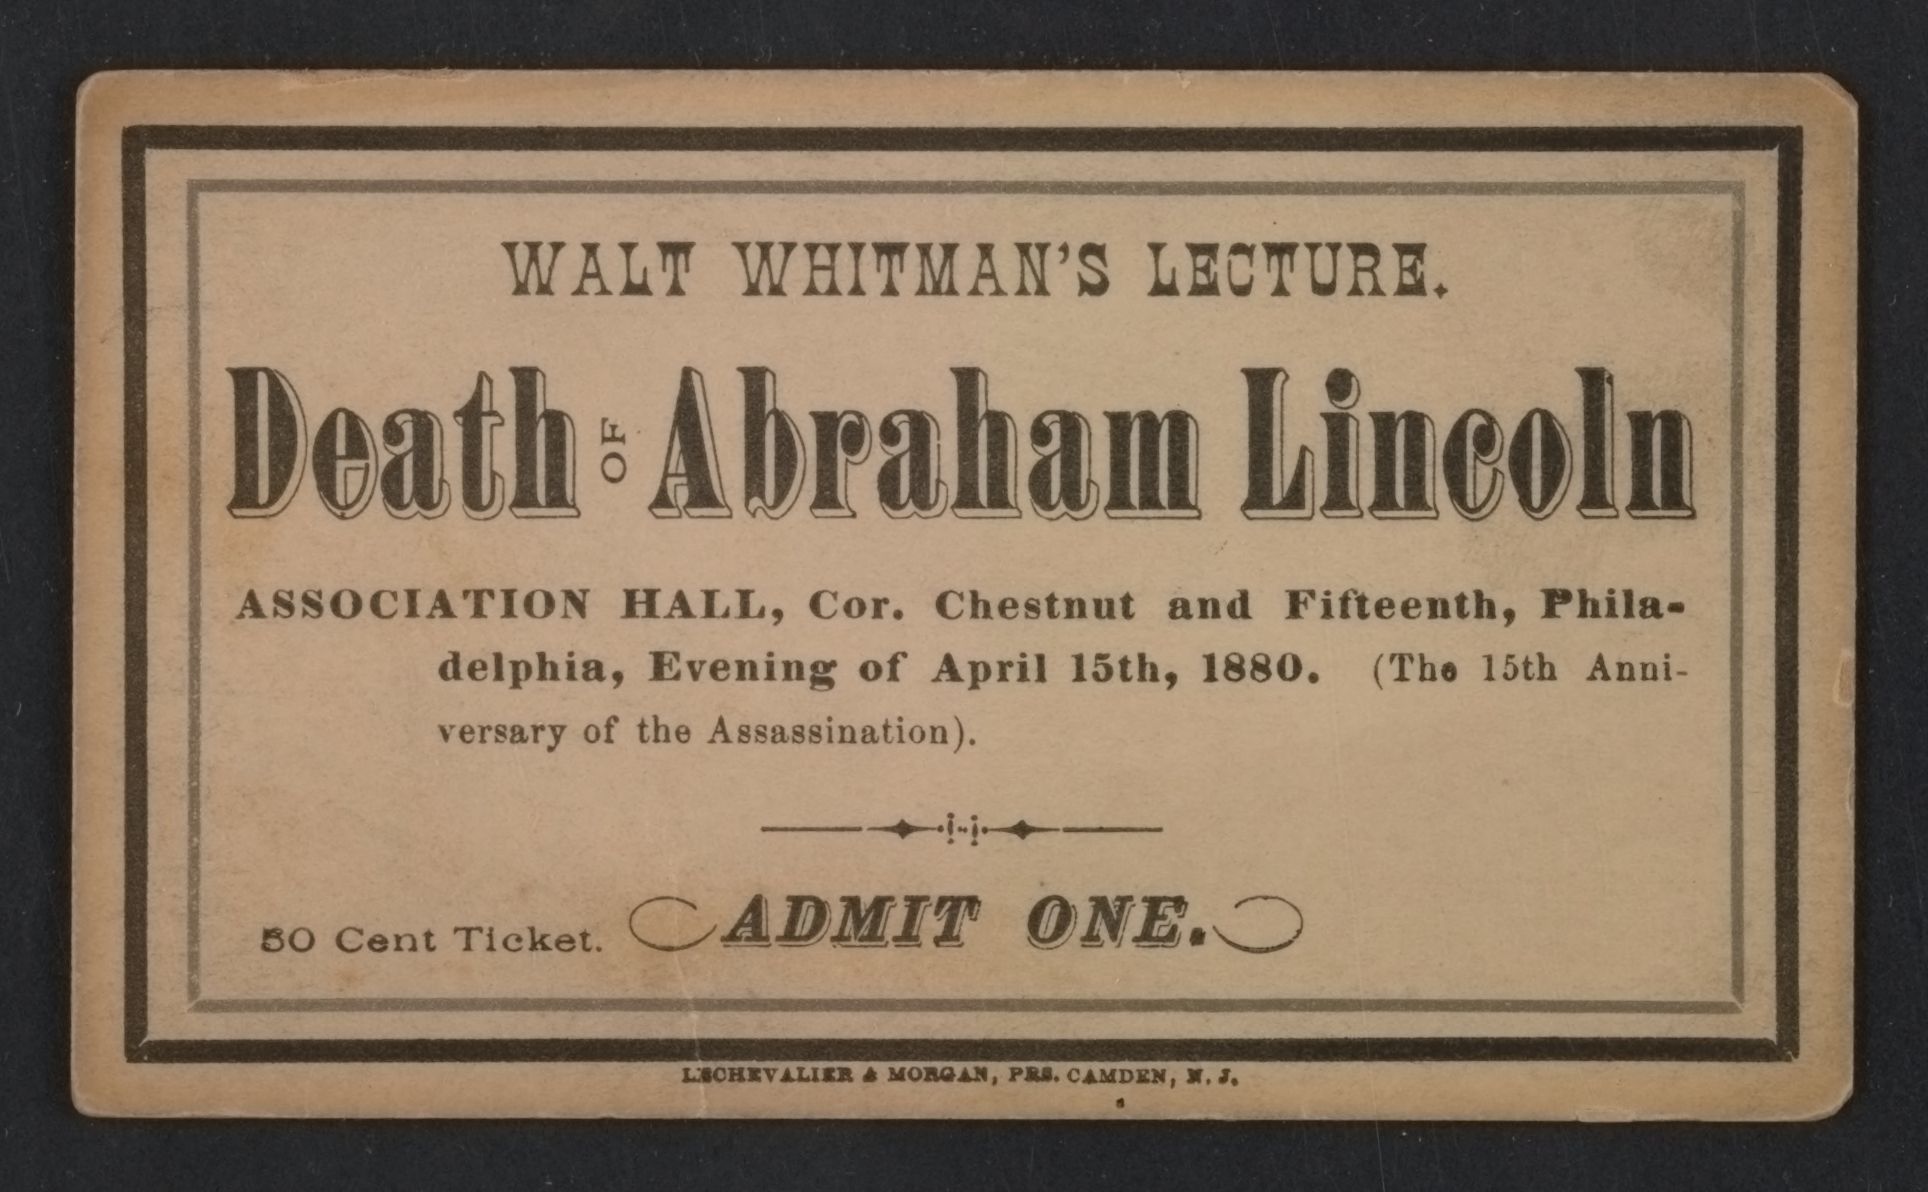 WALT WHITMAN'S LECTURE.
Death OF Abraham Lincoln
ASSOCIATION HALL, Cor. Chestnut and Fifteenth, Phila-
delphia, Evening of April 15th, 1880. (The 15th Anni-
versary of the Assassination).
50 Cent Ticket. ADMIT ONE.
LECHEVALIER & MORGAN, PRS. CAMDEN, N. J.